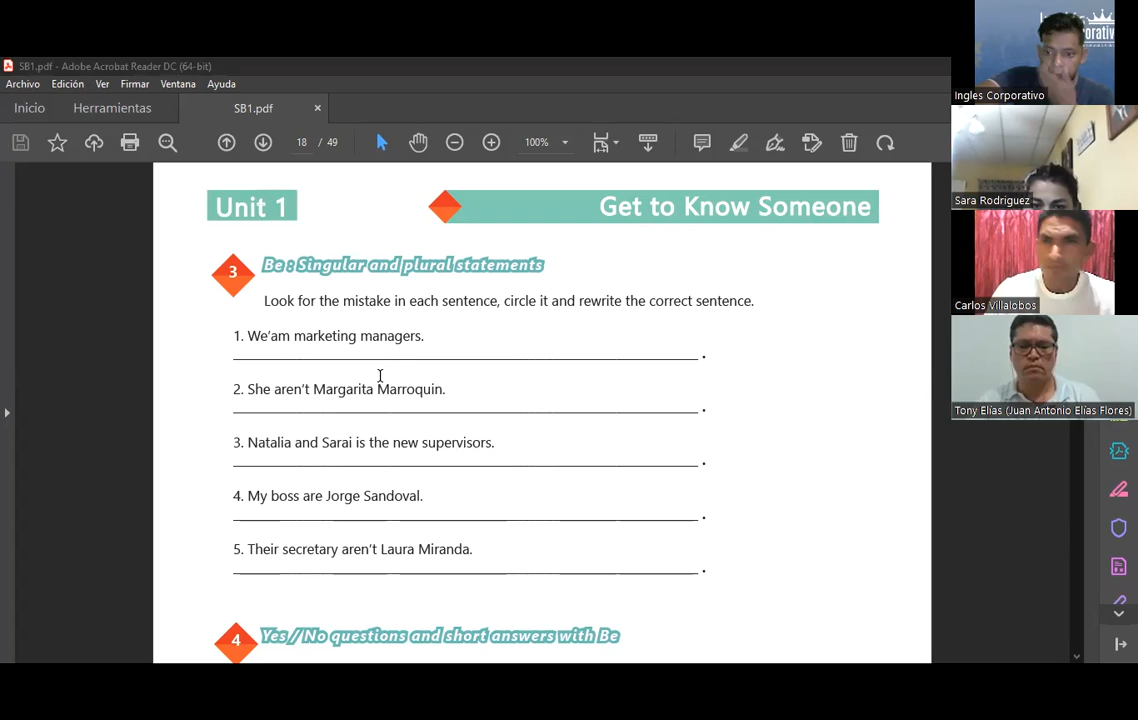 SB1.pdf - Adobe Acrobat Reader DC (64-bit)
Archivo Edición Ver Firmar Ventana Ayuda
Inicio Herramientas SB1.pdf ×
18 / 49 100%
Unit 1
Get to Know Someone
3 Be : Singular and plural statements
Look for the mistake in each sentence, circle it and rewrite the correct sentence.
1. We'am marketing managers.
2. She aren't Margarita Marroquin.
3. Natalia and Sarai is the new supervisors.
4. My boss are Jorge Sandoval.
5. Their secretary aren't Laura Miranda.
4 Yes / No questions and short answers with Be
Ingles Corporativo
Sara Rodriguez
Carlos Villalobos
Tony Elías (Juan Antonio Elías Flores)